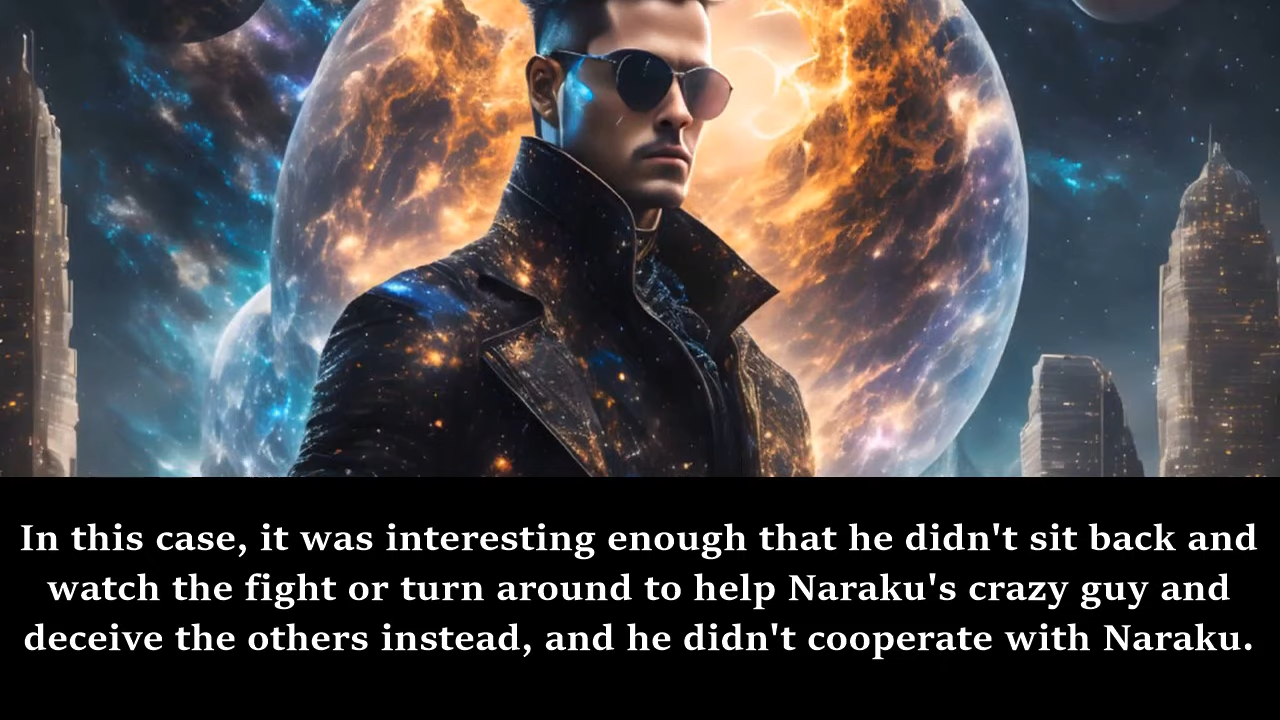 In this case, it was interesting enough that he didn't sit back and
watch the fight or turn around to help Naraku's crazy guy and
deceive the others instead, and he didn't cooperate with Naraku.